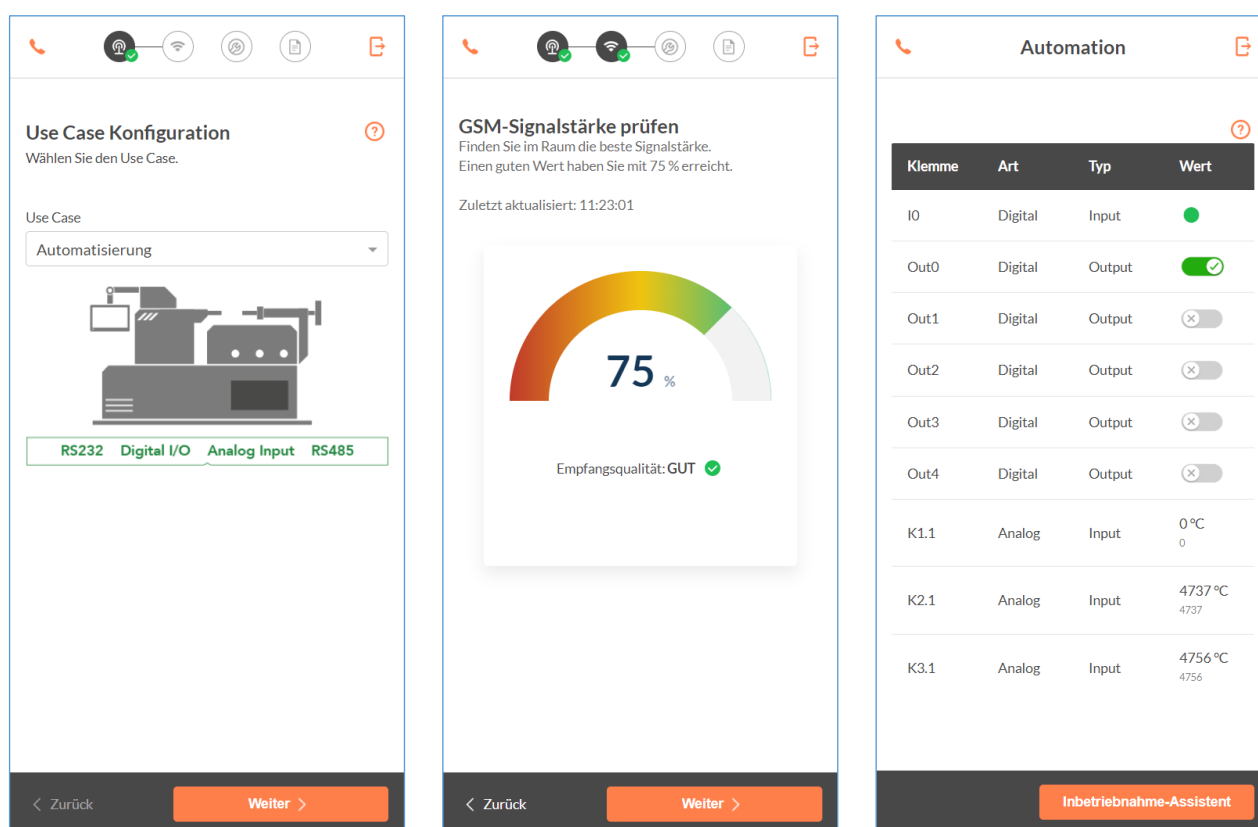 Use Case Konfiguration
Wählen Sie den Use Case.
Use Case
Automatisierung
RS232 Digital I/O Analog Input RS485
Zurück
Weiter
GSM-Signalstärke prüfen
Finden Sie im Raum die beste Signalstärke.
Einen guten Wert haben Sie mit 75 % erreicht.
Zuletzt aktualisiert: 11:23:01
75 %
Empfangsqualität: GUT
Zurück
Weiter
Automation
Klemme Art Typ Wert
I0 Digital Input
Out0 Digital Output
Out1 Digital Output
Out2 Digital Output
Out3 Digital Output
Out4 Digital Output
K1.1 Analog Input 0 °C
0
K2.1 Analog Input 4737 °C
4737
K3.1 Analog Input 4756 °C
4756
Inbetriebnahme-Assistent